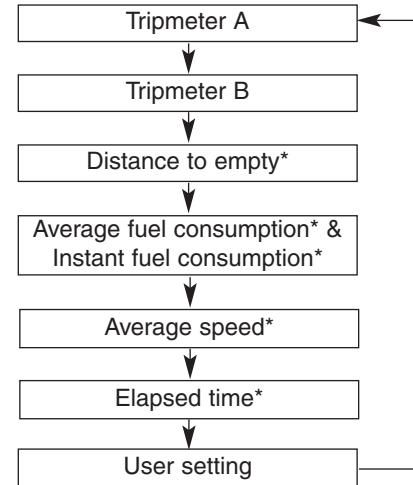 Tripmeter A
Tripmeter B
Distance to empty*
Average fuel consumption* &
Instant fuel consumption*
Average speed*
Elapsed time*
User setting